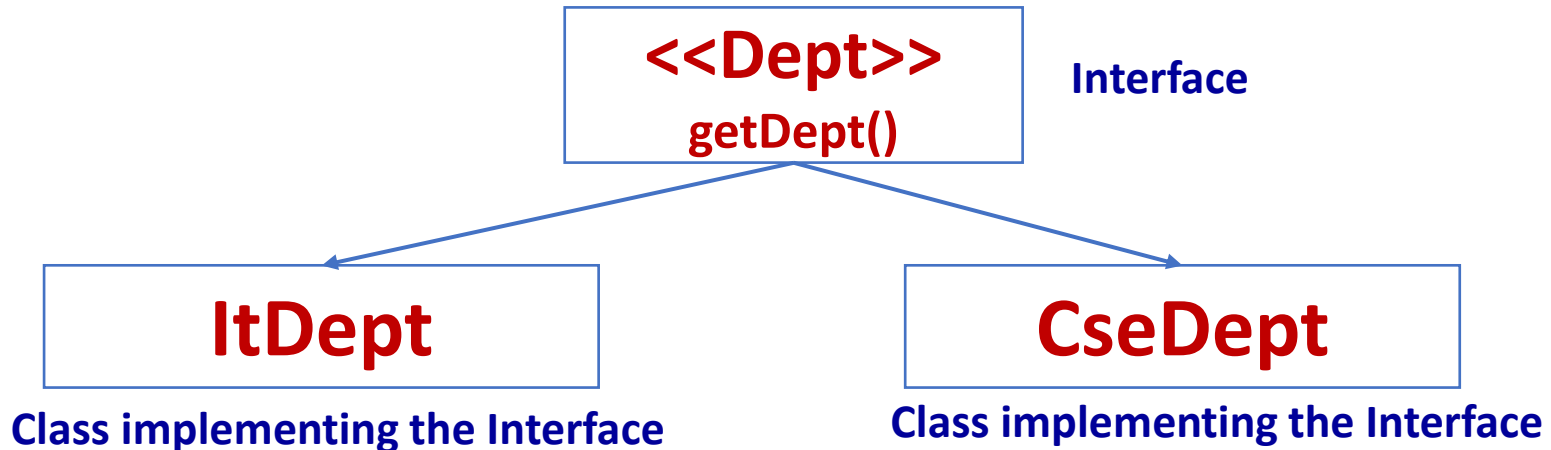 <<Dept>>
getDept()
Interface
ItDept
CseDept
Class implementing the Interface
Class implementing the Interface